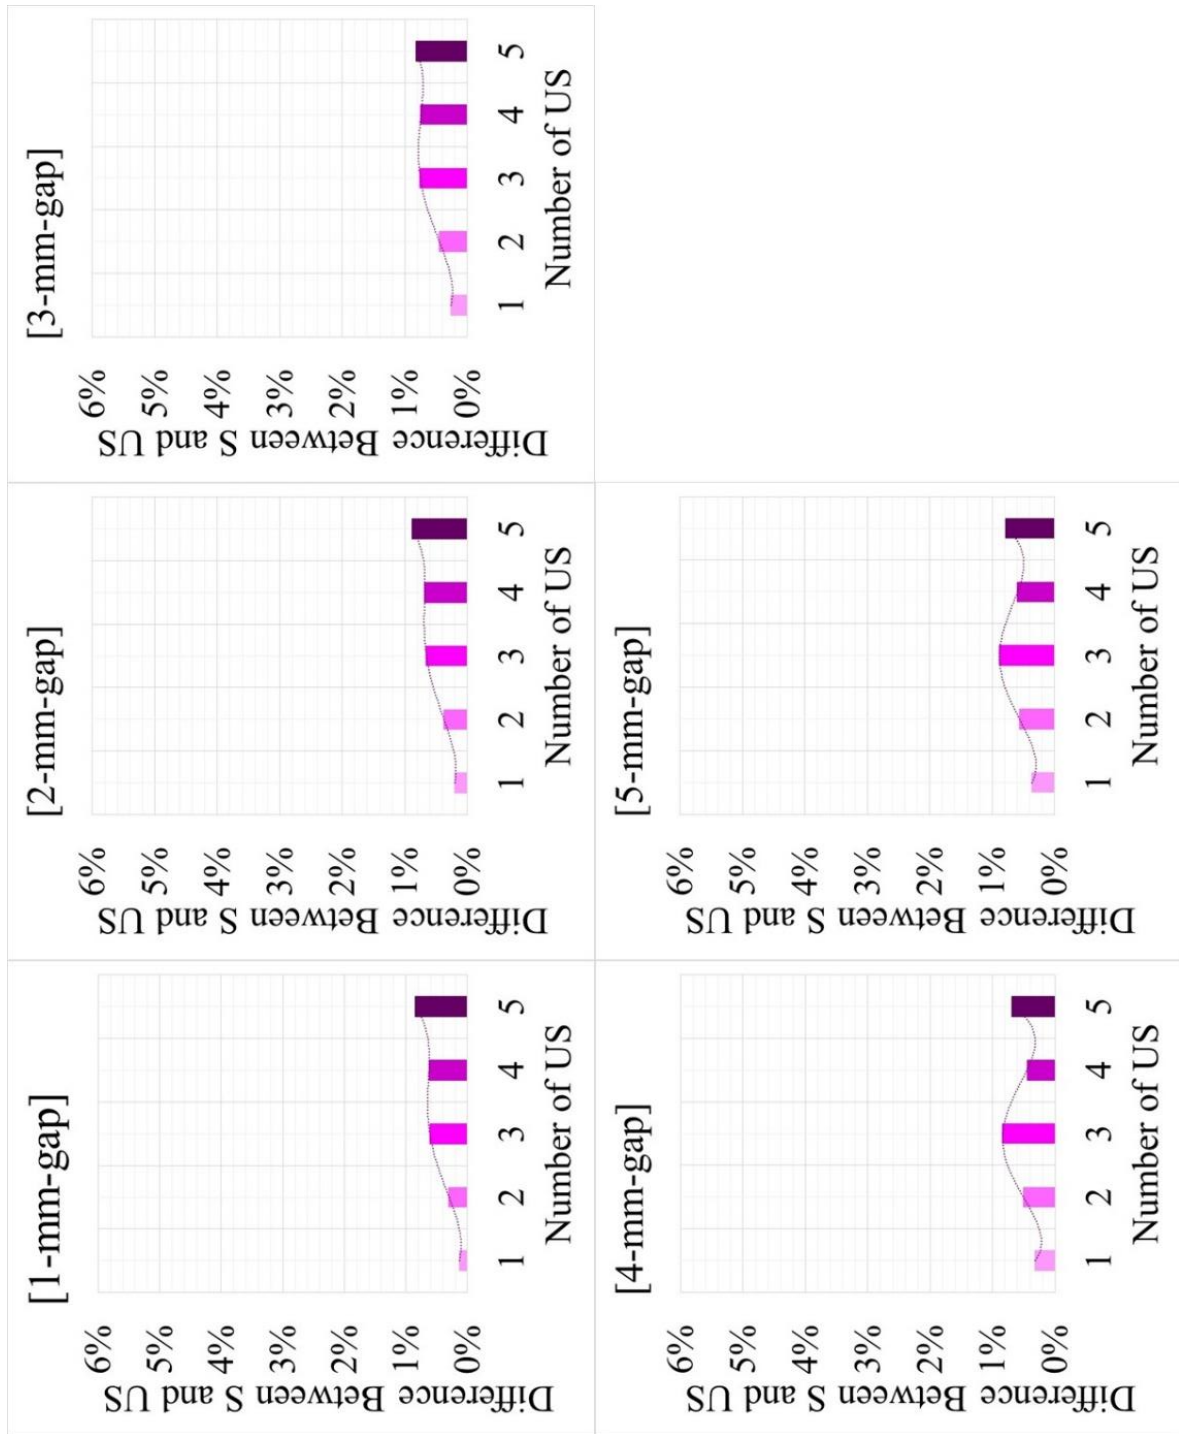 [1-mm-gap]
Difference Between S and US
6%
5%
4%
3%
2%
1%
0%
1 2 3 4 5
Number of US
[2-mm-gap]
Difference Between S and US
6%
5%
4%
3%
2%
1%
0%
1 2 3 4 5
Number of US
[3-mm-gap]
Difference Between S and US
6%
5%
4%
3%
2%
1%
0%
1 2 3 4 5
Number of US
[4-mm-gap]
Difference Between S and US
6%
5%
4%
3%
2%
1%
0%
1 2 3 4 5
Number of US
[5-mm-gap]
Difference Between S and US
6%
5%
4%
3%
2%
1%
0%
1 2 3 4 5
Number of US